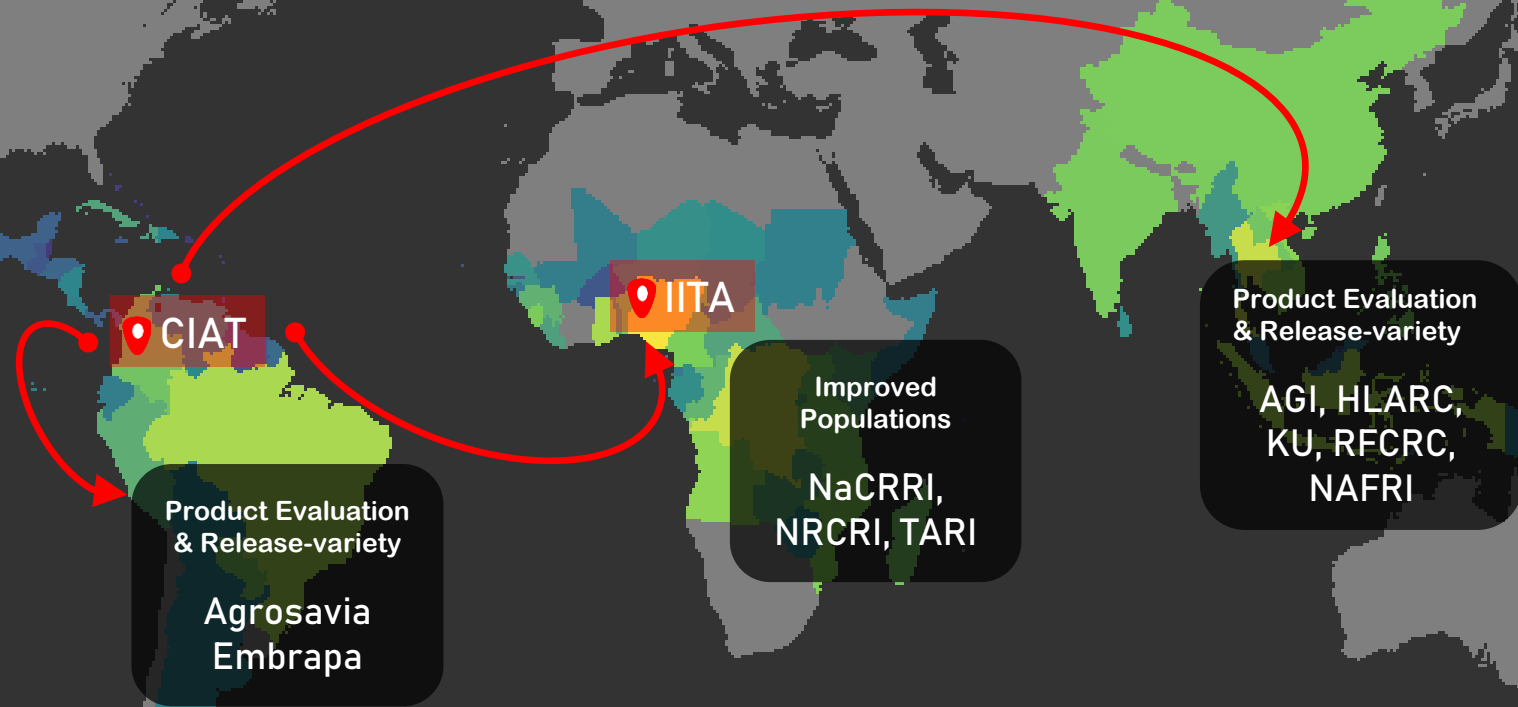 CIAT
Product Evaluation
& Release-variety
Agrosavia
Embrapa
IITA
Improved
Populations
NaCRRI,
NRCRI, TARI
Product Evaluation
& Release-variety
AGI, HLARC,
KU, RFCRC,
NAFRI